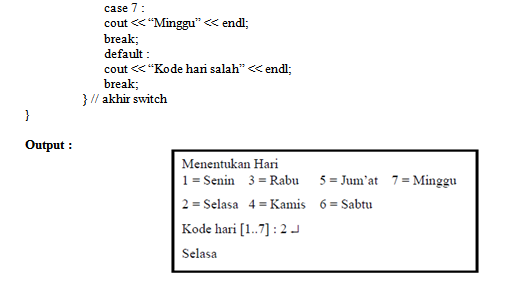 case 7 :
cout << “Minggu” << endl;
break;
default :
cout << “Kode hari salah” << endl;
break;
} // akhir switch
}
Output :
Menentukan Hari
1 = Senin 3 = Rabu 5 = Jum’at 7 = Minggu
2 = Selasa 4 = Kamis 6 = Sabtu
Kode hari [1..7] : 2 ↵
Selasa